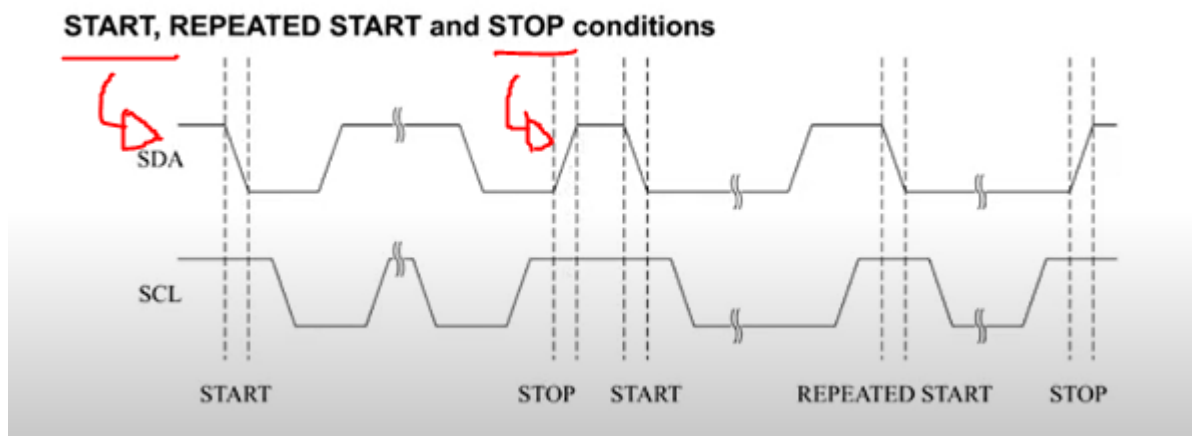 START, REPEATED START and STOP conditions
SDA
SCL
START STOP START REPEATED START STOP